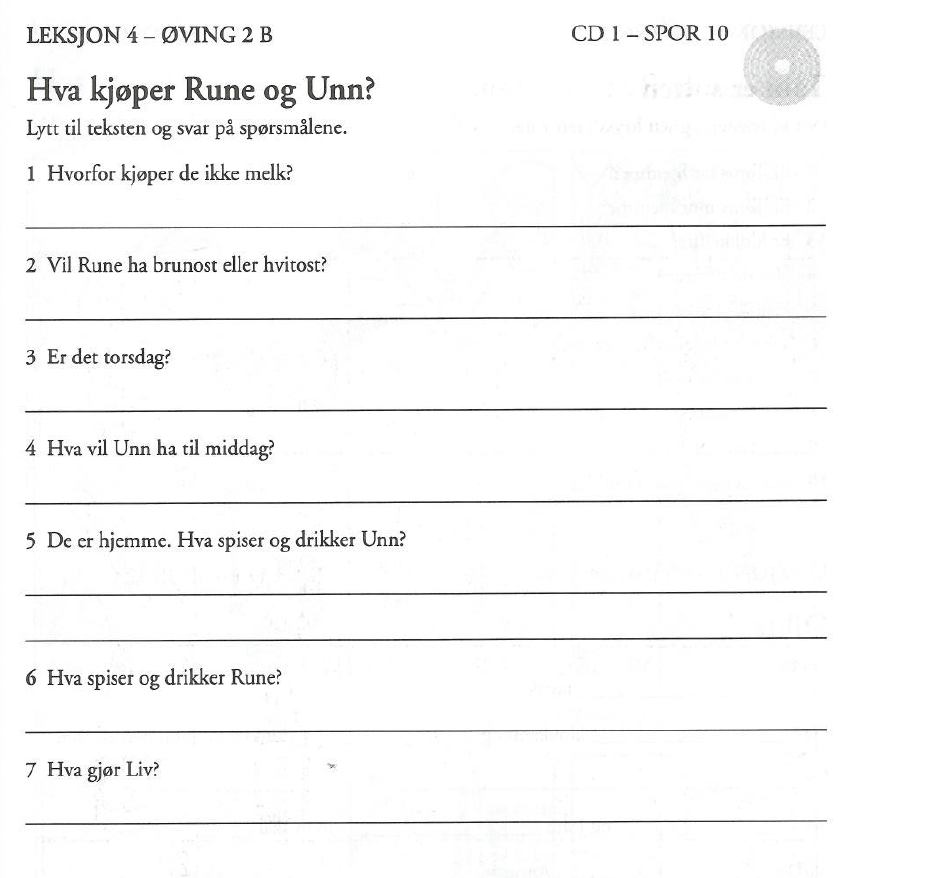 LEKSJON 4 – ØVING 2 B CD 1 – SPOR 10
Hva kjøper Rune og Unn?
Lytt til teksten og svar på spørsmålene.
1 Hvorfor kjøper de ikke melk?
2 Vil Rune ha brunost eller hvitost?
3 Er det torsdag?
4 Hva vil Unn ha til middag?
5 De er hjemme. Hva spiser og drikker Unn?
6 Hva spiser og drikker Rune?
7 Hva gjør Liv?